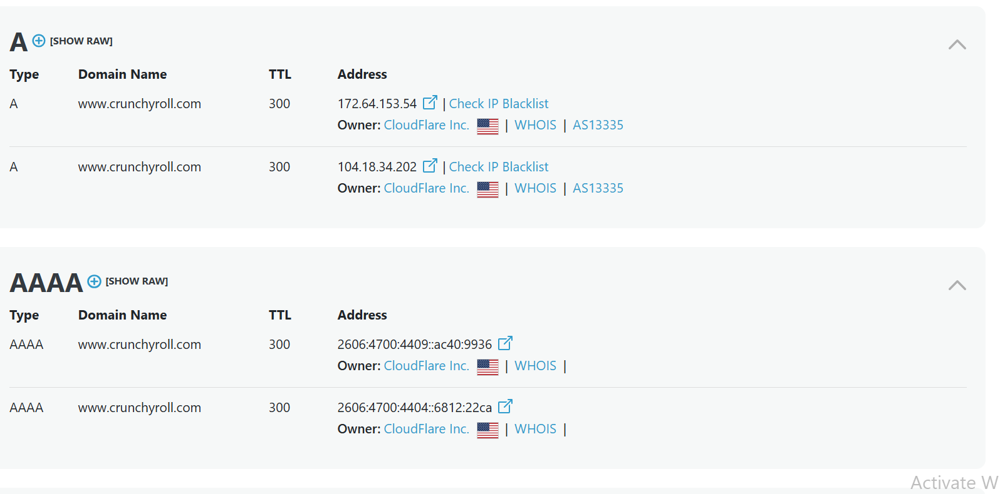 A [SHOW RAW]
Type Domain Name TTL Address
A www.crunchyroll.com 300 172.64.153.54 | Check IP Blacklist
Owner: CloudFlare Inc. | WHOIS | AS13335
A www.crunchyroll.com 300 104.18.34.202 | Check IP Blacklist
Owner: CloudFlare Inc. | WHOIS | AS13335
AAAA [SHOW RAW]
Type Domain Name TTL Address
AAAA www.crunchyroll.com 300 2606:4700:4409::ac40:9936
Owner: CloudFlare Inc. | WHOIS |
AAAA www.crunchyroll.com 300 2606:4700:4404::6812:22ca
Owner: CloudFlare Inc. | WHOIS |
Activate W